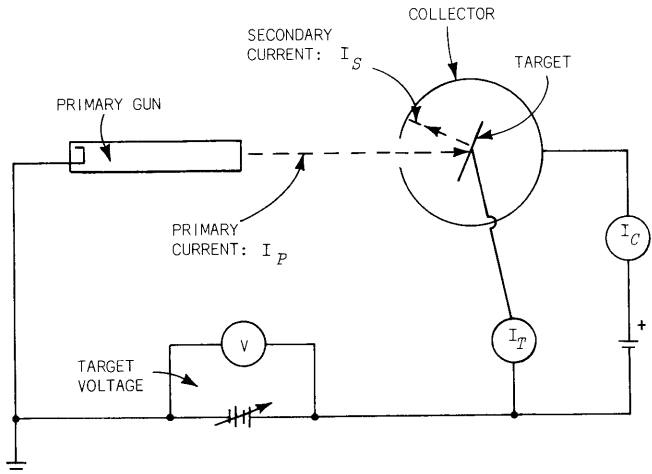 COLLECTOR
SECONDARY
CURRENT: I_S
TARGET
PRIMARY GUN
PRIMARY
CURRENT: I_P
I_C
+
I_T
V
TARGET
VOLTAGE